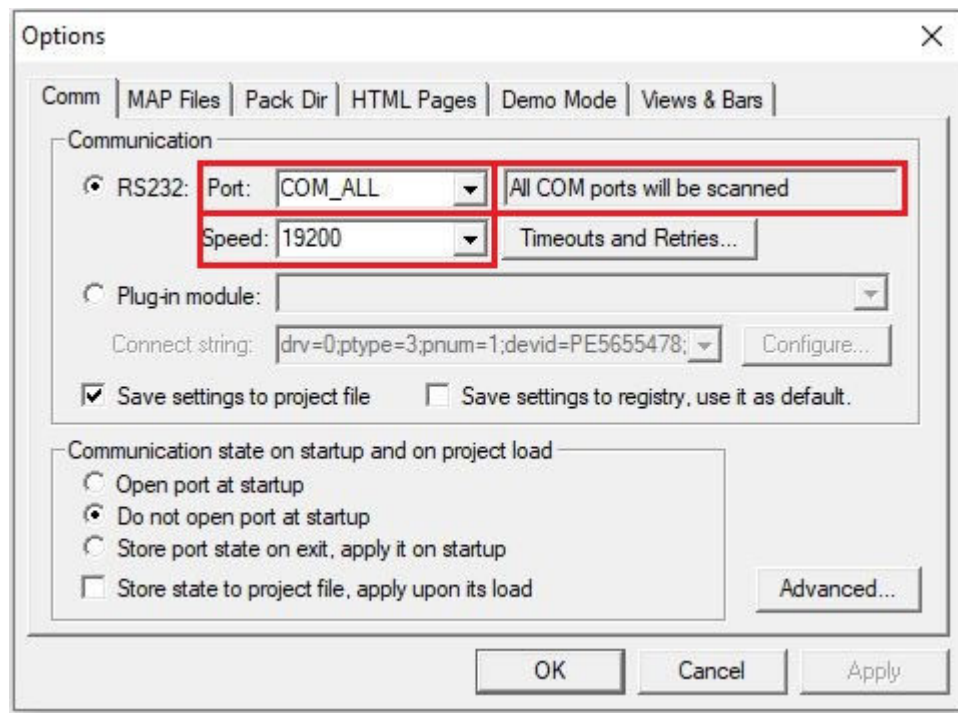 Options
Comm MAP Files Pack Dir HTML Pages Demo Mode Views & Bars
Communication
RS232: Port: COM_ALL All COM ports will be scanned
Speed: 19200 Timeouts and Retries...
Plug-in module:
Connect string: drv=0;ptype=3;pnum=1;devid=PE5655478; Configure...
Save settings to project file Save settings to registry, use it as default.
Communication state on startup and on project load
Open port at startup
Do not open port at startup
Store port state on exit, apply it on startup
Store state to project file, apply upon its load Advanced...
OK Cancel Apply